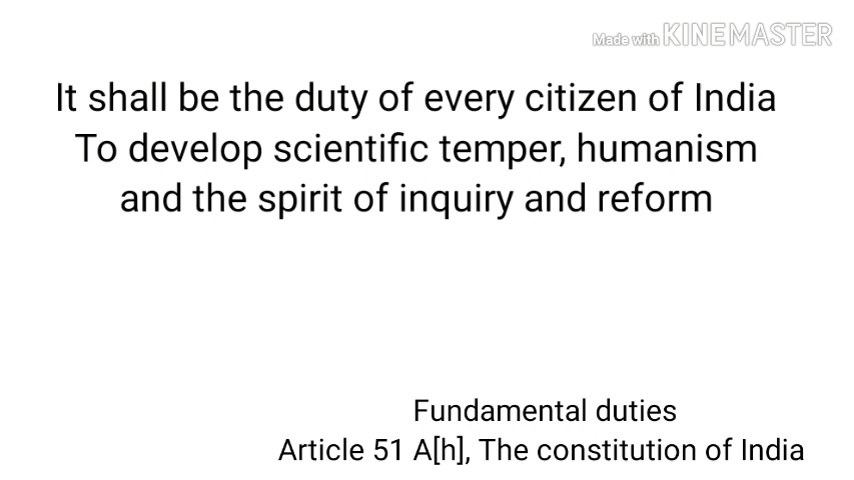 Made with KINEMASTER
It shall be the duty of every citizen of India
To develop scientific temper, humanism
and the spirit of inquiry and reform
Fundamental duties
Article 51 A[h], The constitution of India